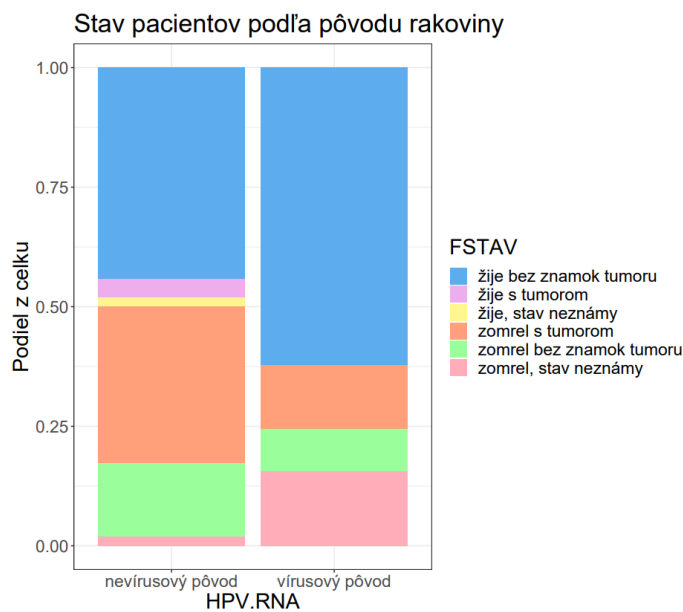 Stav pacientov podľa pôvodu rakoviny
Podiel z celku
1.00
0.75
0.50
0.25
0.00
nevírusový pôvod
vírusový pôvod
HPV.RNA
FSTAV
žije bez znamok tumoru
žije s tumorom
žije, stav neznámy
zomrel s tumorom
zomrel bez znamok tumoru
zomrel, stav neznámy